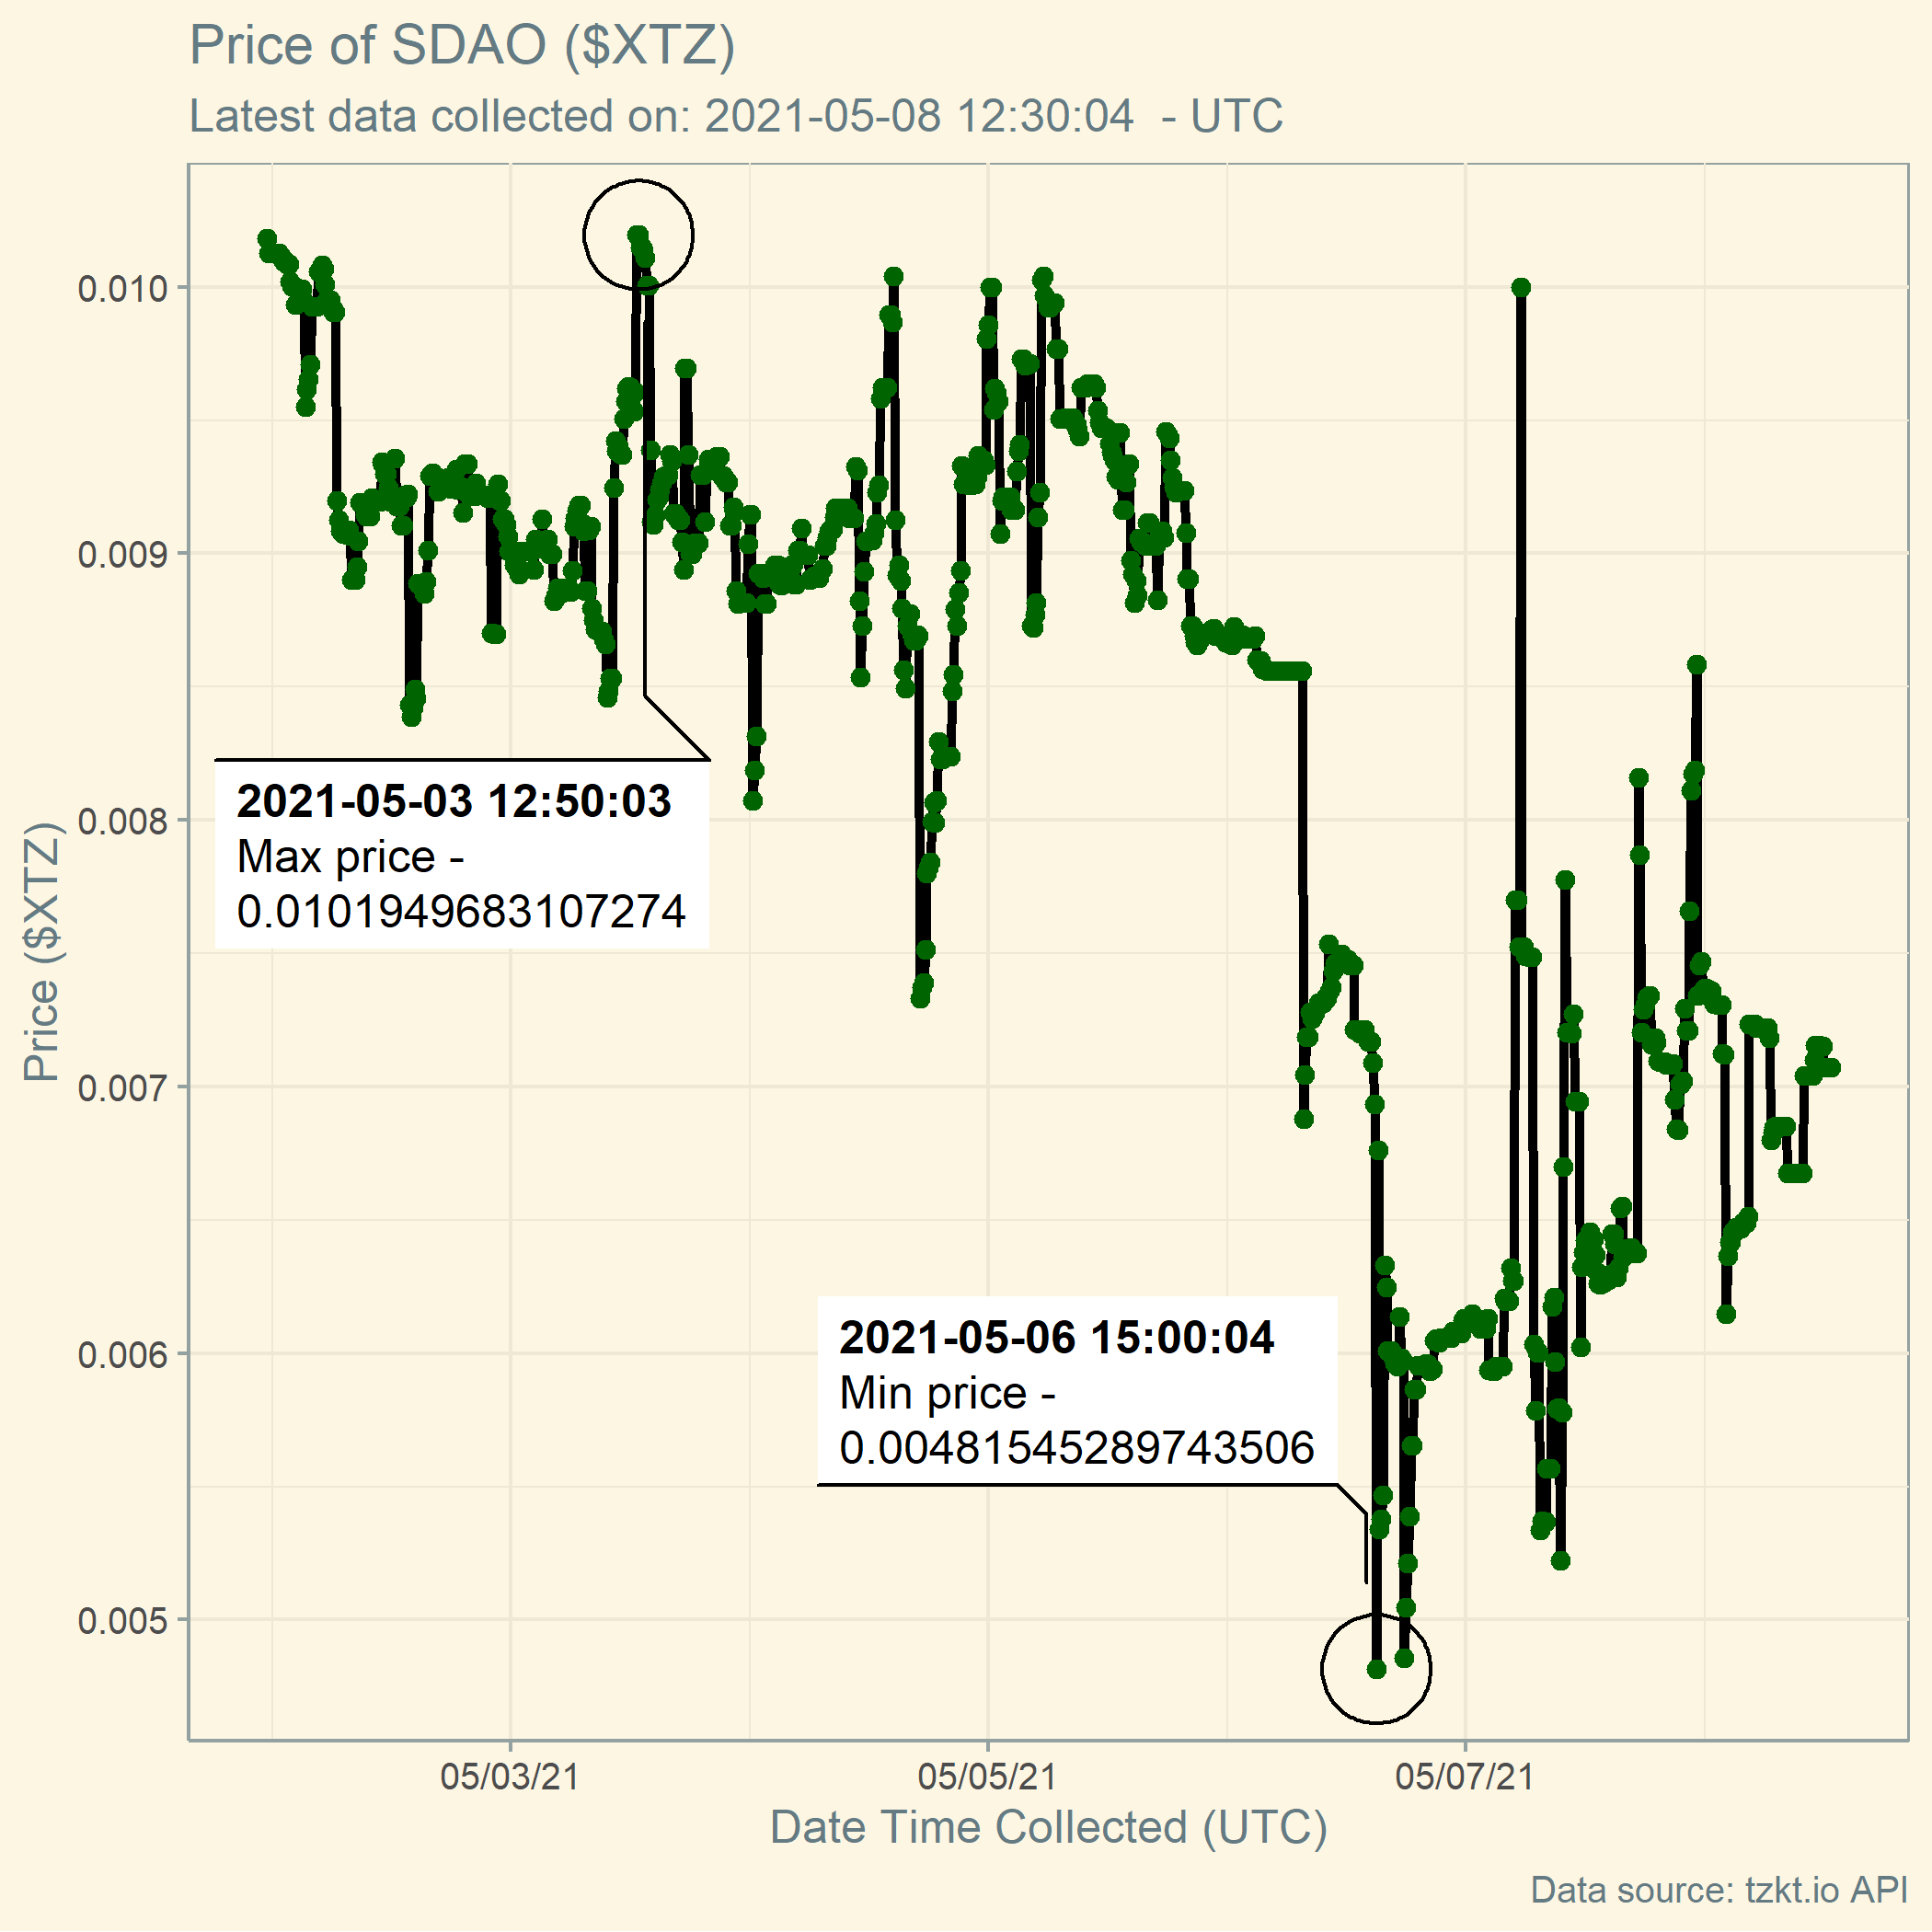 Price of SDAO ($XTZ)
Latest data collected on: 2021-05-08 12:30:04  - UTC
Price ($XTZ)
0.010
0.009
0.008
0.007
0.006
0.005
2021-05-03 12:50:03
Max price -
0.0101949683107274
2021-05-06 15:00:04
Min price -
0.00481545289743506
05/03/21
05/05/21
05/07/21
Date Time Collected (UTC)
Data source: tzkt.io API